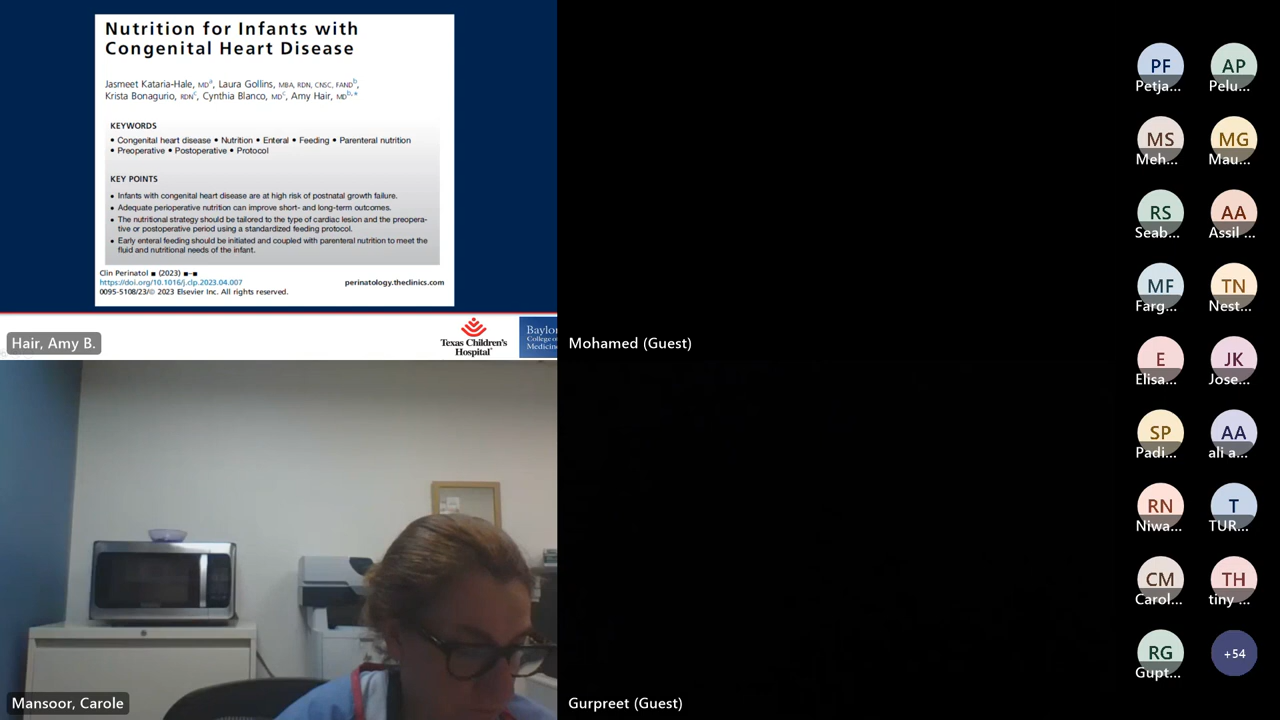 Nutrition for Infants with
Congenital Heart Disease
Jasmeet Kataria-Hale, MDᵃ, Laura Gollins, MBA, RDN, CNSC, FANDᵇ,
Krista Bonagurio, RDNᶜ, Cynthia Blanco, MDᶜ, Amy Hair, MDᵇ,*
KEYWORDS
• Congenital heart disease • Nutrition • Enteral • Feeding • Parenteral nutrition
• Preoperative • Postoperative • Protocol
KEY POINTS
• Infants with congenital heart disease are at high risk of postnatal growth failure.
• Adequate perioperative nutrition can improve short- and long-term outcomes.
• The nutritional strategy should be tailored to the type of cardiac lesion and the preopera-
tive or postoperative period using a standardized feeding protocol.
• Early enteral feeding should be initiated and coupled with parenteral nutrition to meet the
fluid and nutritional needs of the infant.
Clin Perinatol ■ (2023) ■–■
https://doi.org/10.1016/j.clp.2023.04.007
perinatology.theclinics.com
0095-5108/23/© 2023 Elsevier Inc. All rights reserved.
Hair, Amy B.
Texas Children's
Hospital
Baylor
College of
Medicine
Mohamed (Guest)
Mansoor, Carole
Gurpreet (Guest)
PF
AP
Petja...
Pelu...
MS
MG
Meh...
Mau...
RS
AA
Seab...
Assil ...
MF
TN
Farg...
Nest...
E
JK
Elisa...
Jose...
SP
AA
Padi...
ali a...
RN
T
Niwa...
TUR...
CM
TH
Carol...
tiny ...
RG
+54
Gupt...